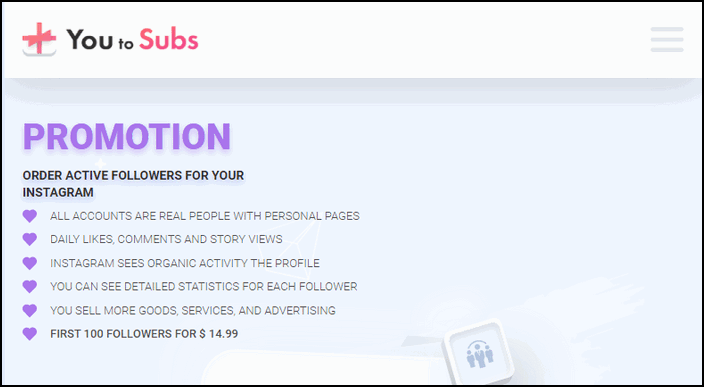 You to Subs
PROMOTION
ORDER ACTIVE FOLLOWERS FOR YOUR
INSTAGRAM
ALL ACCOUNTS ARE REAL PEOPLE WITH PERSONAL PAGES
DAILY LIKES, COMMENTS AND STORY VIEWS
INSTAGRAM SEES ORGANIC ACTIVITY THE PROFILE
YOU CAN SEE DETAILED STATISTICS FOR EACH FOLLOWER
YOU SELL MORE GOODS, SERVICES, AND ADVERTISING
FIRST 100 FOLLOWERS FOR $ 14.99